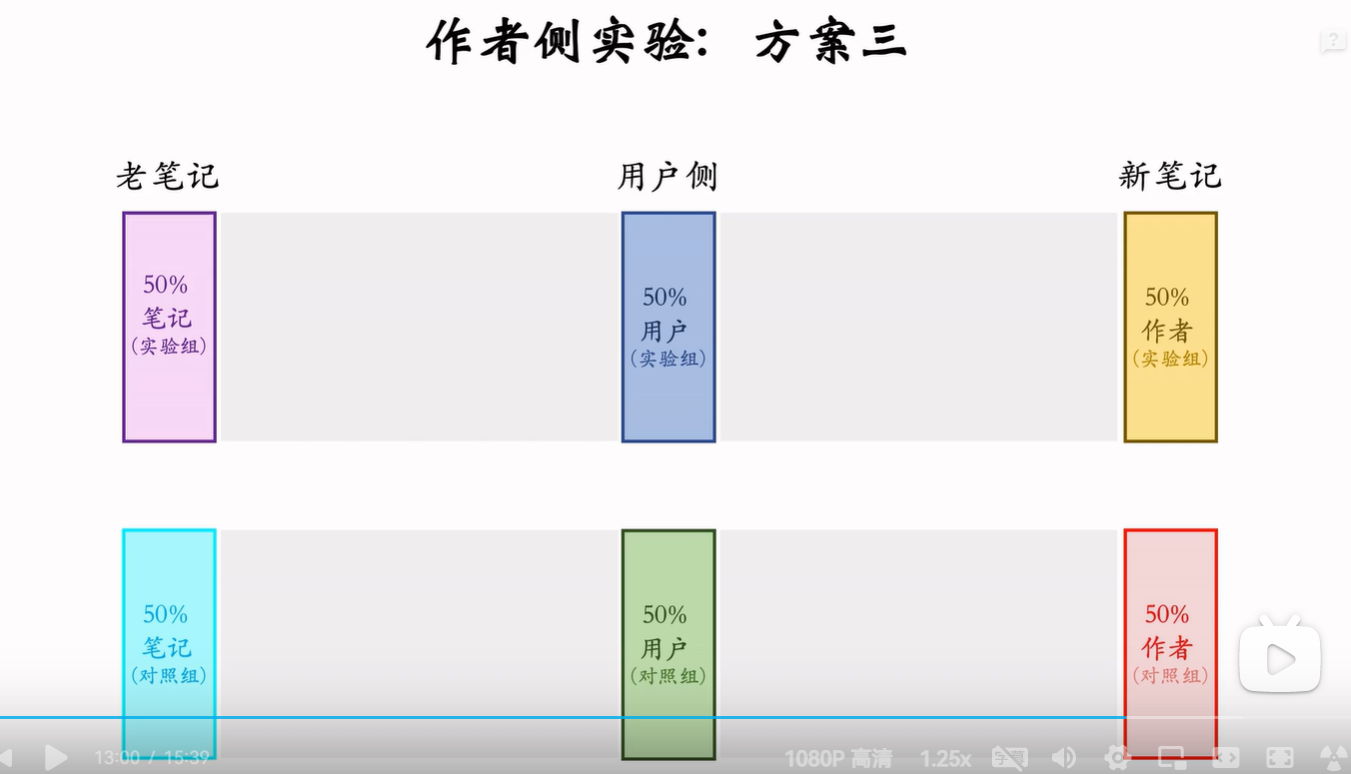 作者侧实验： 方案三
老笔记
用户侧
新笔记
50%
笔记
(实验组)
50%
用户
(实验组)
50%
作者
(实验组)
50%
笔记
(对照组)
50%
用户
(对照组)
50%
作者
(对照组)
13:00 / 15:39
1080P 高清
1.25x
字幕